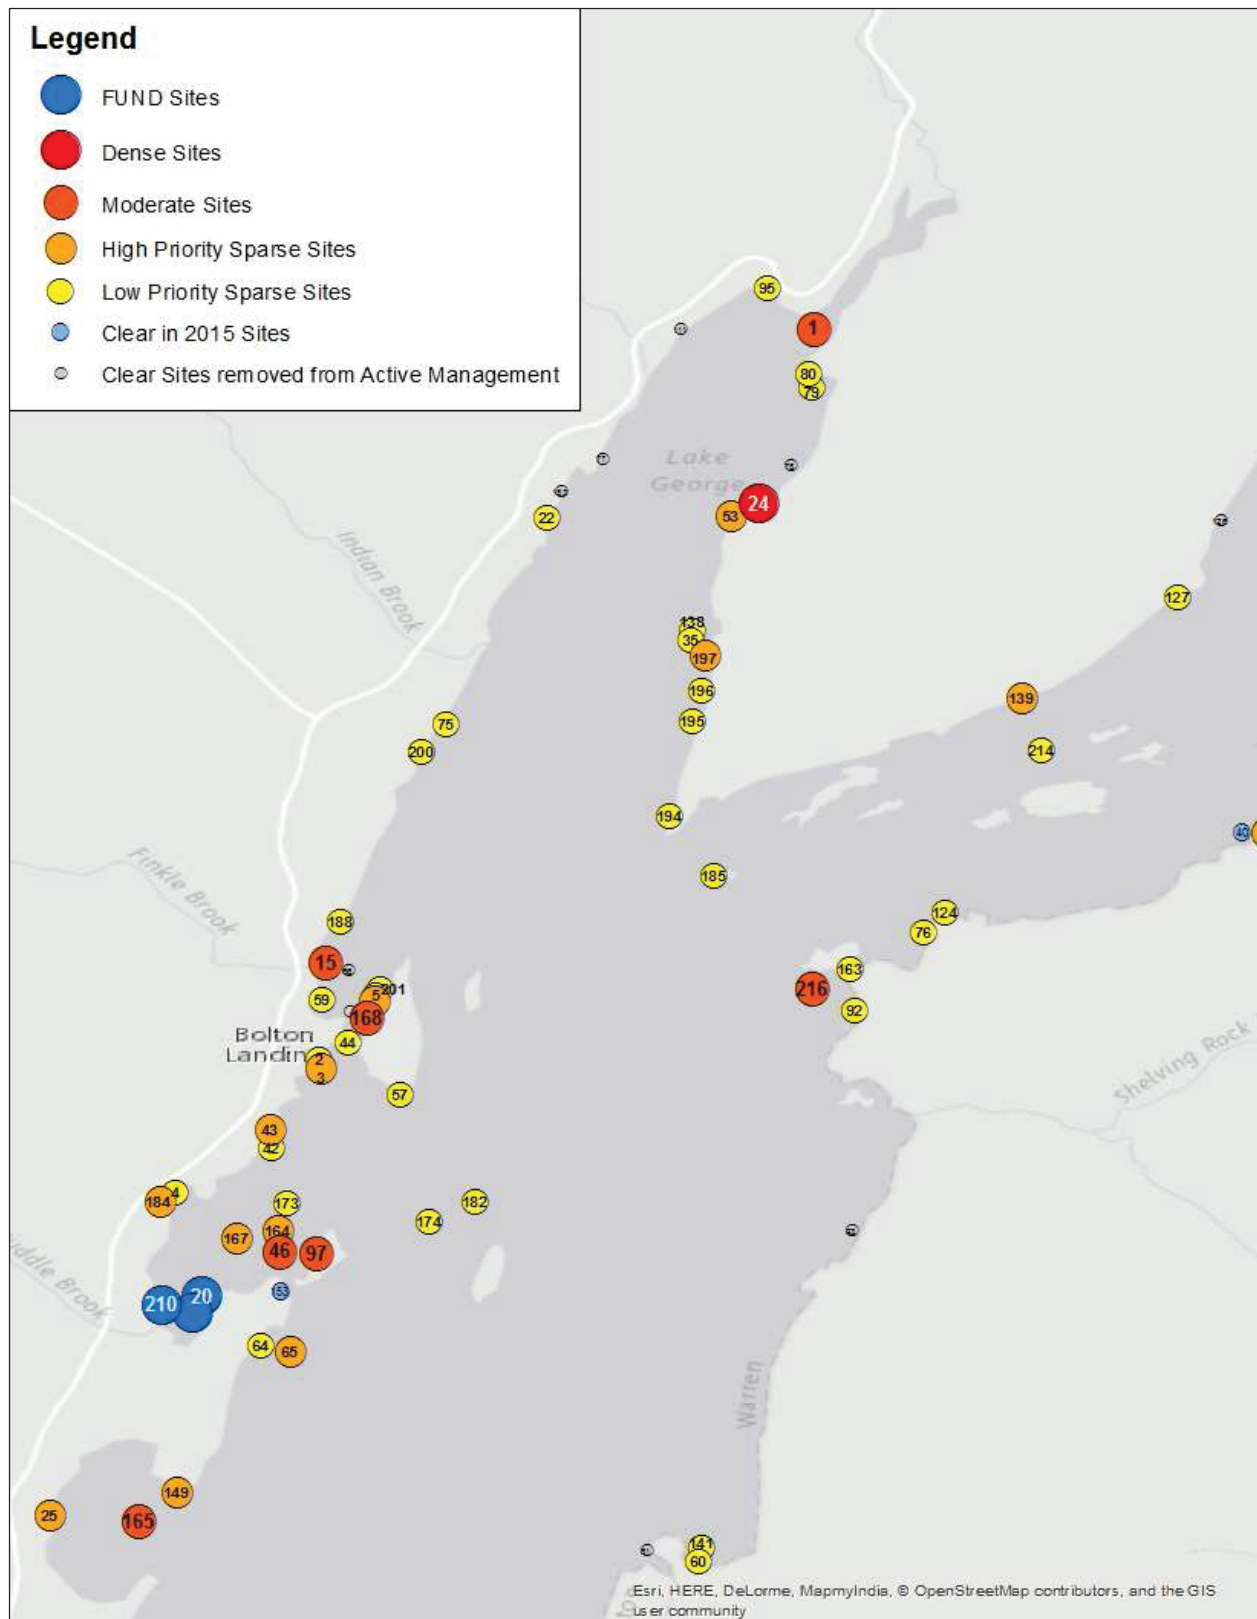 Legend
FUND Sites
Dense Sites
Moderate Sites
High Priority Sparse Sites
Low Priority Sparse Sites
Clear in 2015 Sites
Clear Sites removed from Active Management
95
1
80
79
Lake
George
24
53
22
Indian Brook
127
138
35
197
196
195
139
214
75
200
194
40
185
Finkle Brook
124
76
188
15
163
216
92
59
5
201
168
Bolton
Landin
44
2
3
57
Shelving Rock
43
42
4
184
173
182
174
164
167
46
97
153
20
210
uddle Brook
64
65
Warren
149
25
165
141
60
Esri, HERE, DeLorme, MapmyIndia, © OpenStreetMap contributors, and the GIS
user community